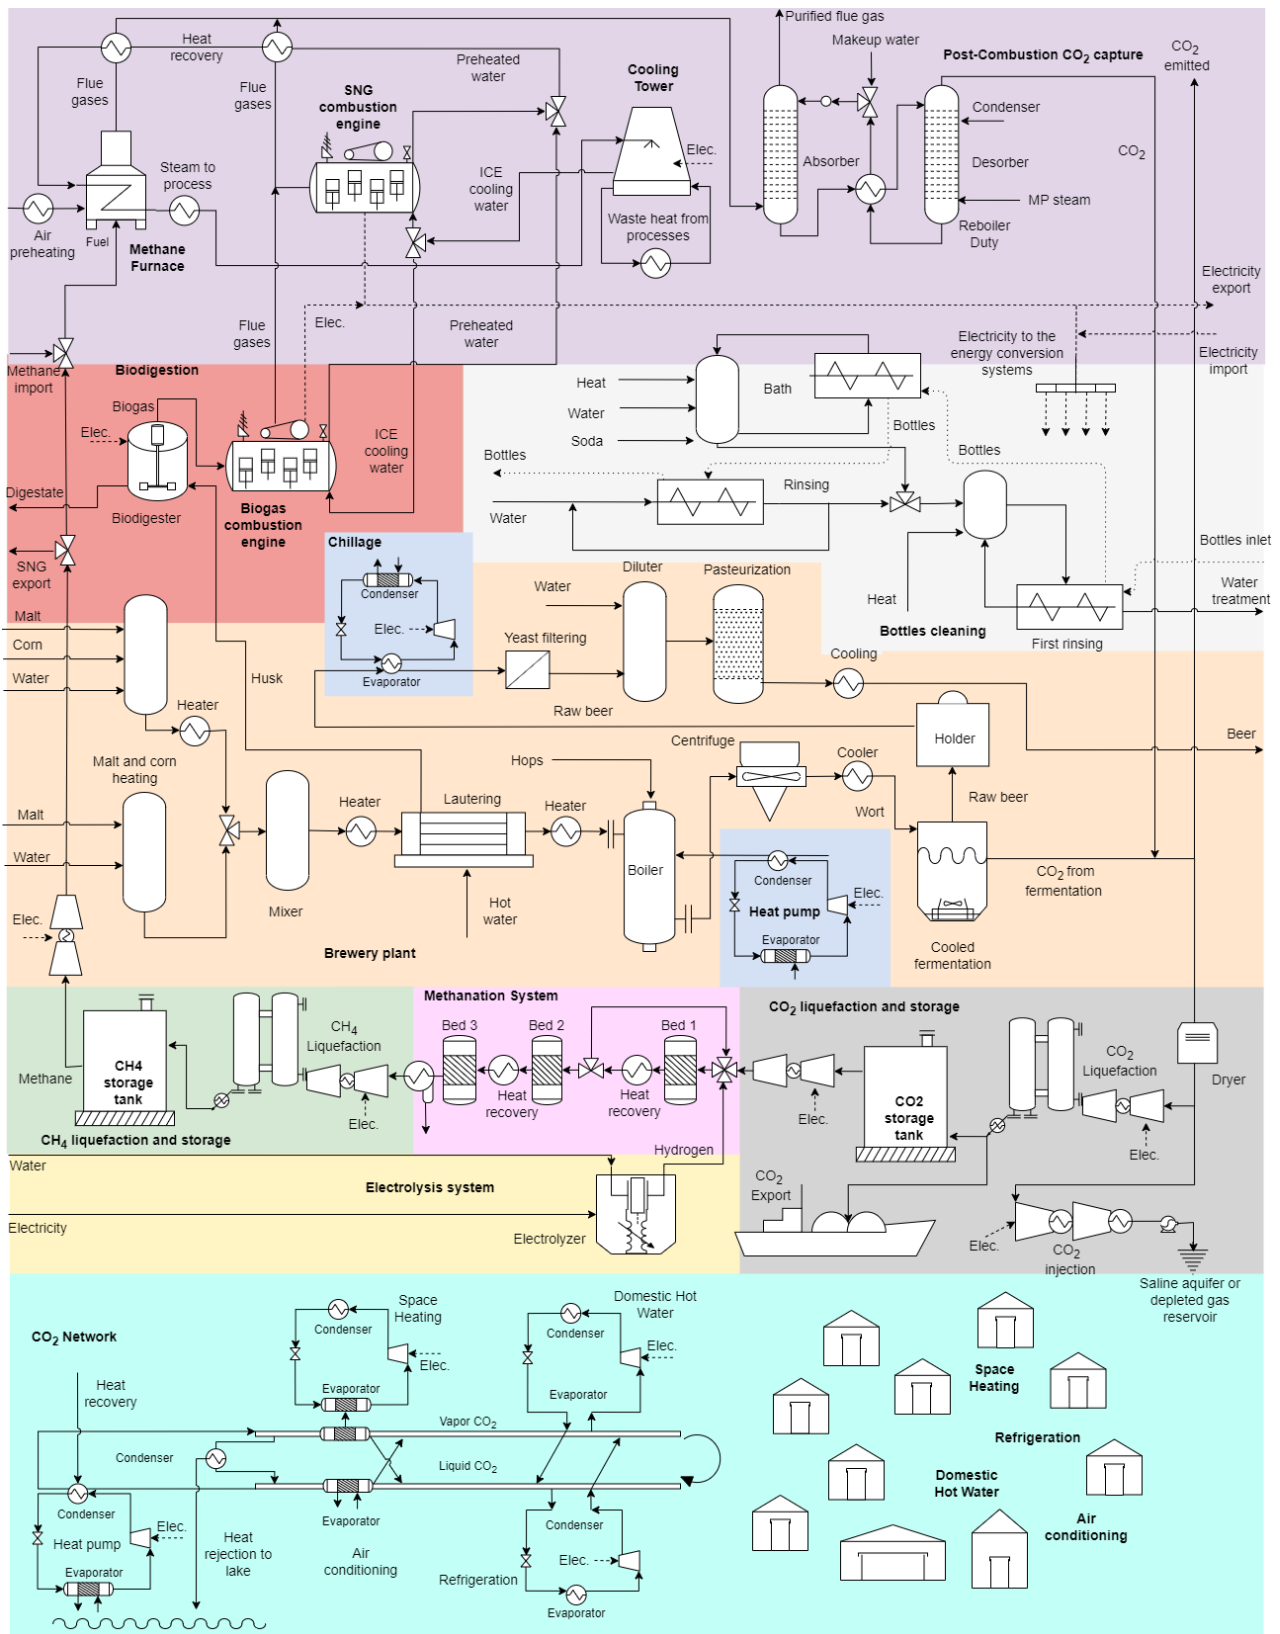 Purified flue gas
Makeup water
Heat
recovery
Preheated
water
Cooling
Tower
Post-Combustion CO2 capture
CO2
emitted
Flue
gases
Flue
gases
SNG
combustion
engine
Condenser
Elec.
Absorber
Desorber
CO2
Steam to
process
ICE
cooling
water
MP steam
Waste heat from
processes
Reboiler
Duty
Air
preheating
Fuel
Methane
Furnace
Electricity
export
Flue
gases
Elec.
Preheated
water
Electricity to the
energy conversion
systems
Electricity
import
Methane
import
Biodigestion
Heat
Bath
Biogas
Water
Bottles
Elec.
ICE
cooling
water
Soda
Bottles
Bottles
Digestate
Rinsing
Biodigester
Biogas
combustion
engine
Water
Chillage
Bottles inlet
SNG
export
Condenser
Diluter
Pasteurization
Water
Heat
Water
treatment
Malt
Elec.
Yeast filtering
Bottles cleaning
First rinsing
Corn
Cooling
Water
Husk
Evaporator
Raw beer
Heater
Holder
Beer
Malt and corn
heating
Hops
Centrifuge
Cooler
Malt
Heater
Lautering
Heater
Wort
Raw beer
Water
Boiler
Condenser
CO2 from
fermentation
Elec.
Mixer
Hot
water
Heat pump
Elec.
Brewery plant
Evaporator
Cooled
fermentation
Methanation System
CO2 liquefaction and storage
CH4
Liquefaction
Bed 3
Bed 2
Bed 1
CO2
Liquefaction
Methane
CH4
storage
tank
Heat
recovery
Heat
recovery
Dryer
CO2
storage
tank
Elec.
Elec.
Elec.
CH4 liquefaction and storage
Water
Hydrogen
CO2
Export
Electrolysis system
Electricity
Electrolyzer
Elec.
CO2
injection
Saline aquifer or
depleted gas
reservoir
CO2 Network
Space
Heating
Domestic Hot
Water
Condenser
Condenser
Elec.
Elec.
Heat
recovery
Evaporator
Evaporator
Space
Heating
Vapor CO2
Refrigeration
Condenser
Liquid CO2
Domestic
Hot Water
Condenser
Evaporator
Condenser
Air
conditioning
Elec.
Heat pump
Heat
rejection to
lake
Air
conditioning
Elec.
Evaporator
Refrigeration
Evaporator